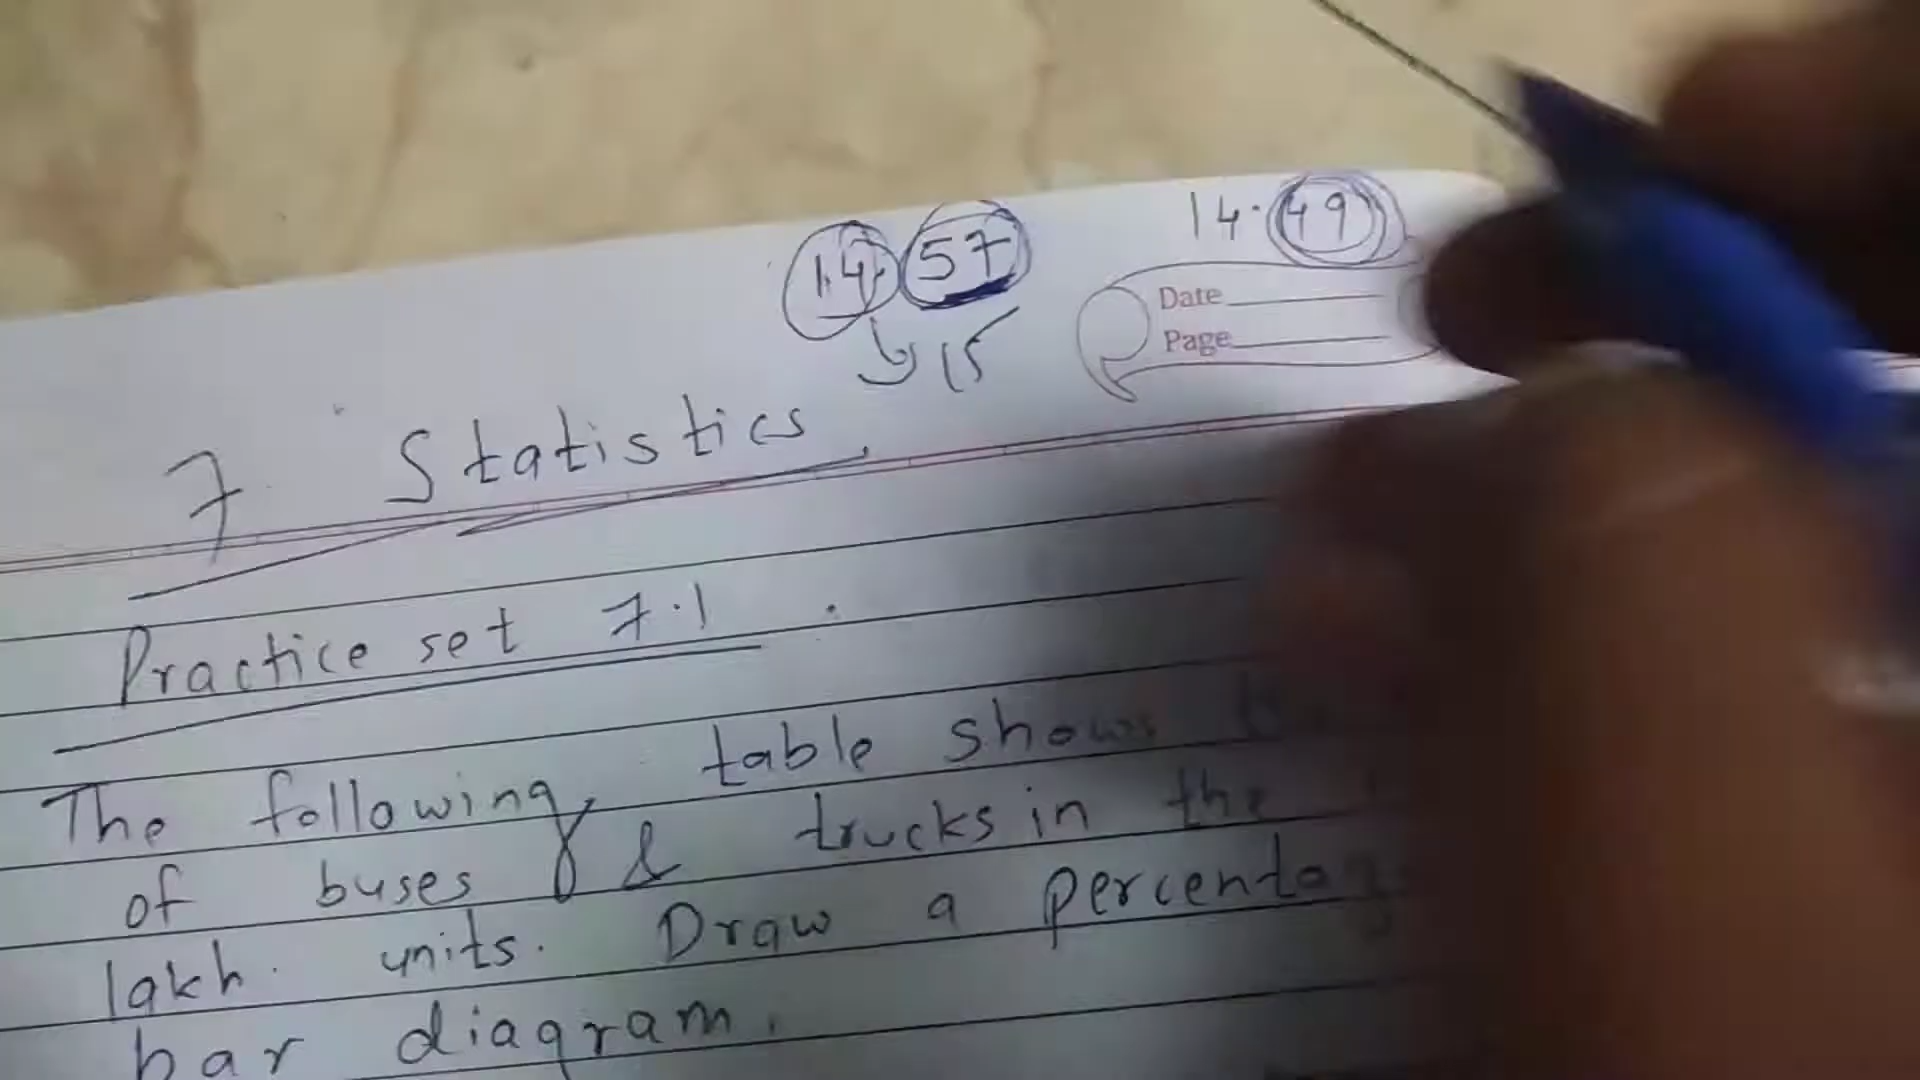 14.57
14.49
15
Date
Page
7 Statistics
Practice set 7.1
The following table shows
of buses & trucks in the
lakh units. Draw a
bar diagram.